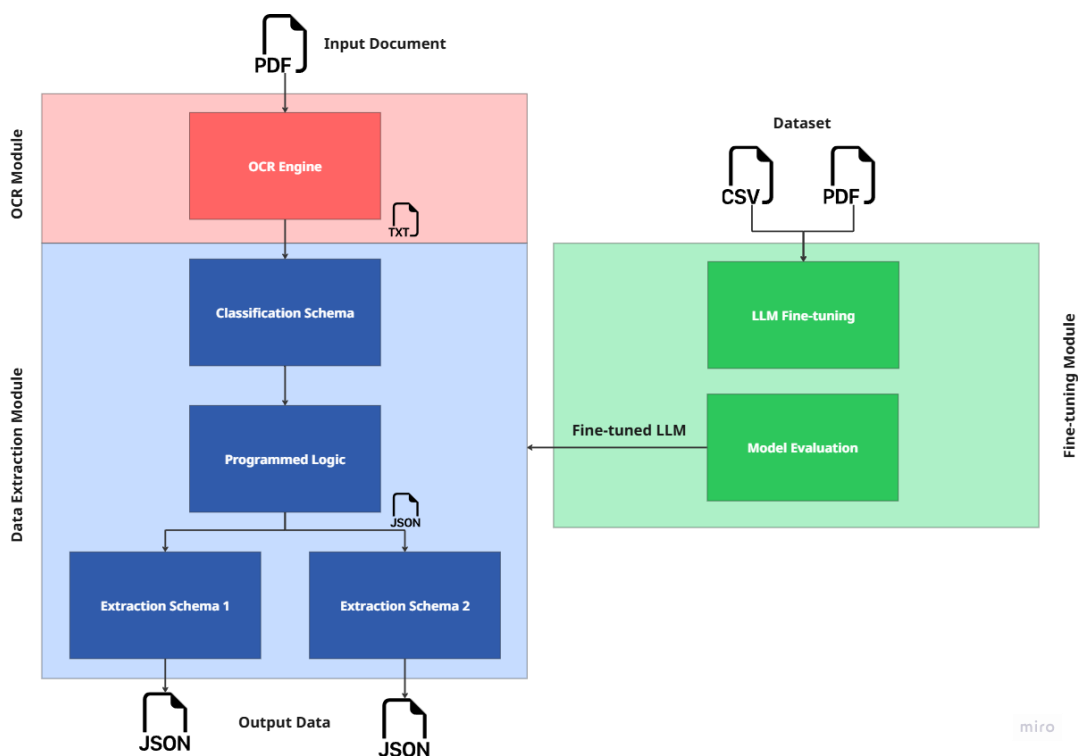 Input Document
PDF
OCR Module
OCR Engine
TXT
Data Extraction Module
Classification Schema
Programmed Logic
JSON
Extraction Schema 1
Extraction Schema 2
JSON
Output Data
JSON
Dataset
CSV
PDF
Fine-tuning Module
LLM Fine-tuning
Model Evaluation
Fine-tuned LLM
miro